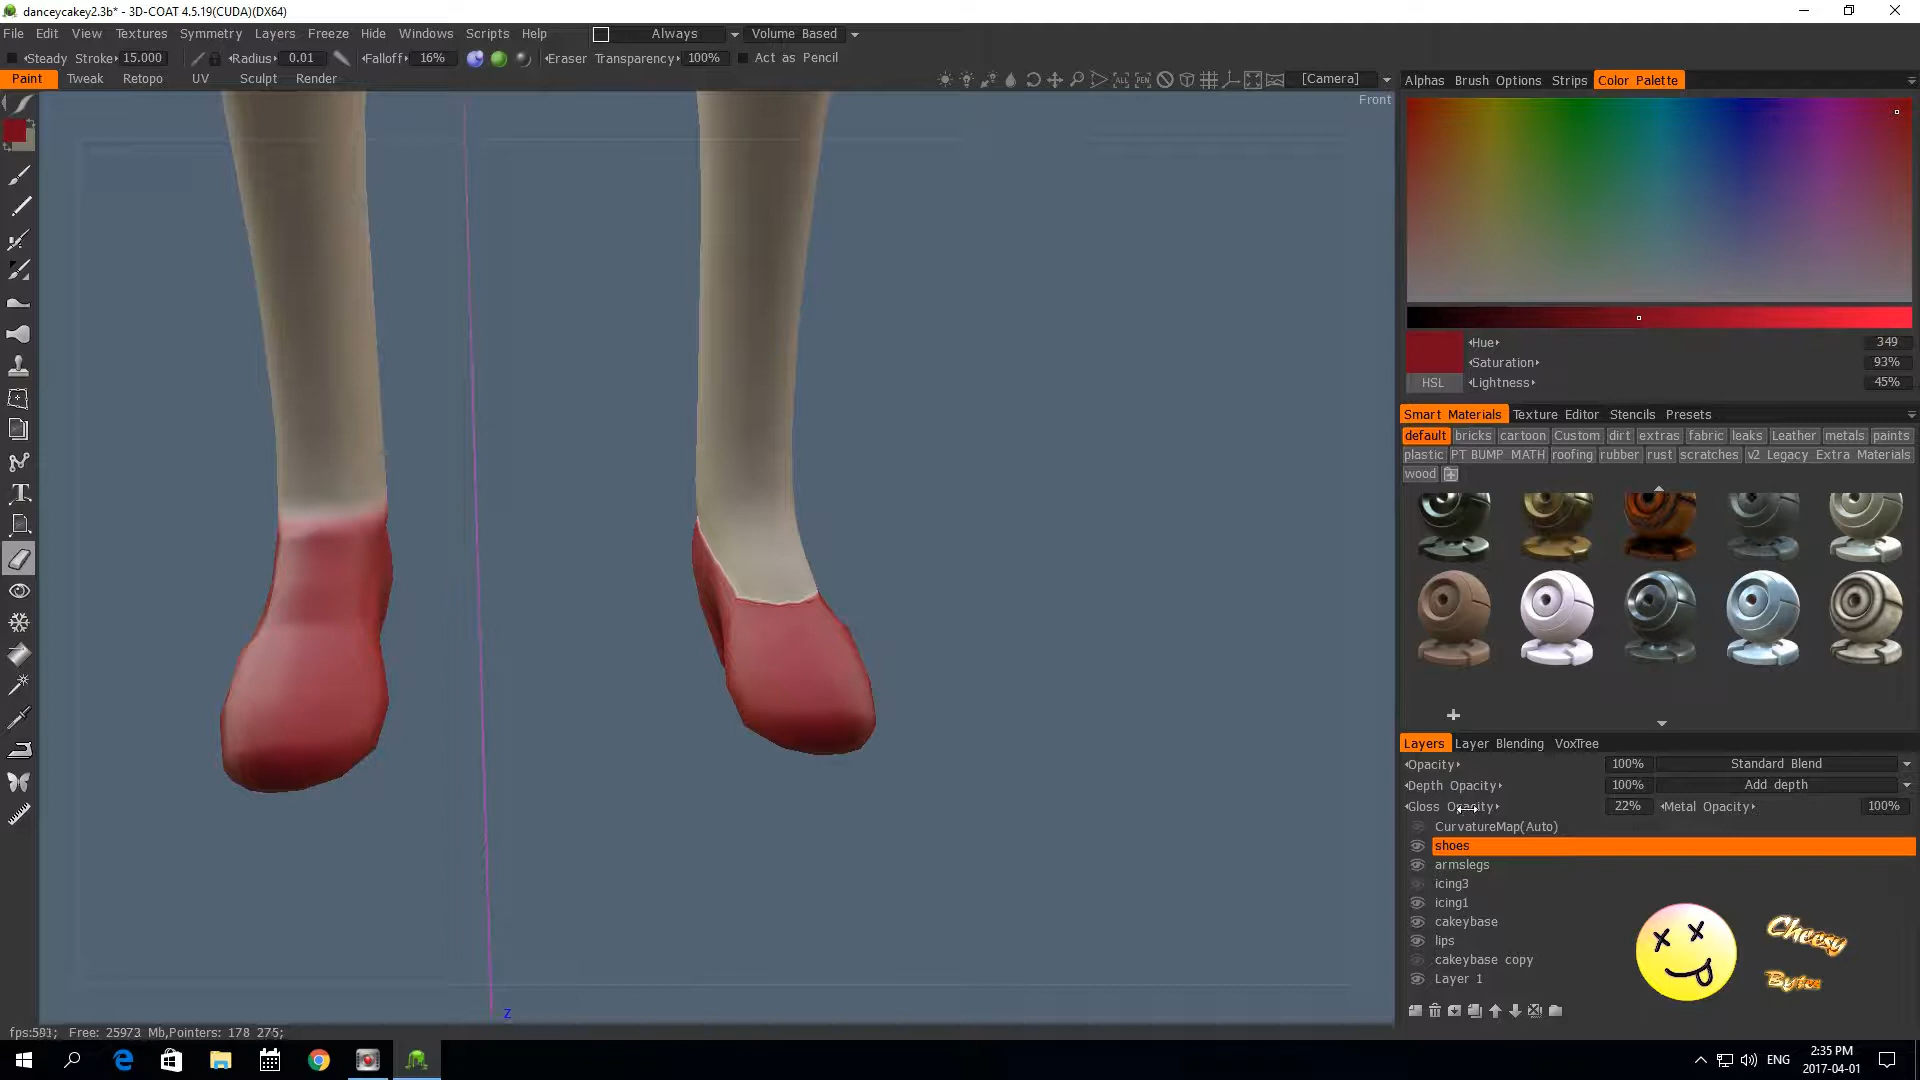 danceycakey2.3b* - 3D-COAT 4.5.19(CUDA)(DX64)
File Edit View Textures Symmetry Layers Freeze Hide Windows Scripts Help Always Volume Based
Steady Stroke 15.000 Radius 0.01 Falloff 16% Eraser Transparency 100% Act as Pencil
Paint Tweak Retopo UV Sculpt Render [Camera]
Alphas Brush Options Strips Color Palette
Front
Hue 349
Saturation 93%
HSL Lightness 45%
Smart Materials Texture Editor Stencils Presets
default bricks cartoon Custom dirt extras fabric leaks Leather metals paints
plastic PT BUMP MATH roofing rubber rust scratches v2 Legacy Extra Materials
wood
Layers Layer Blending VoxTree
Opacity 100% Standard Blend
Depth Opacity 100% Add depth
Gloss Opacity 22% Metal Opacity 100%
CurvatureMap(Auto)
shoes
armslegs
icing3
icing1
cakeybase
lips
cakeybase copy
Layer 1
Cheesy
Bytes
Z
fps:591; Free: 25973 Mb,Pointers: 178 275;
ENG
2:35 PM
2017-04-01